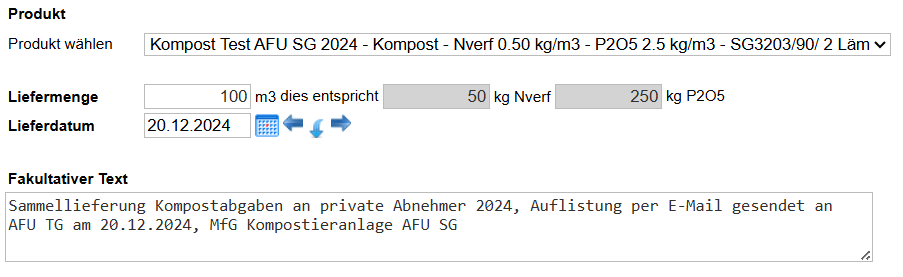 Produkt
Produkt wählen Kompost Test AFU SG 2024 - Kompost - Nverf 0.50 kg/m3 - P2O5 2.5 kg/m3 - SG3203/90/ 2 Läm
Liefermenge 100 m3 dies entspricht 50 kg Nverf 250 kg P2O5
Lieferdatum 20.12.2024
Fakultativer Text
Sammellieferung Kompostabgaben an private Abnehmer 2024, Auflistung per E-Mail gesendet an
AFU TG am 20.12.2024, MfG Kompostieranlage AFU SG